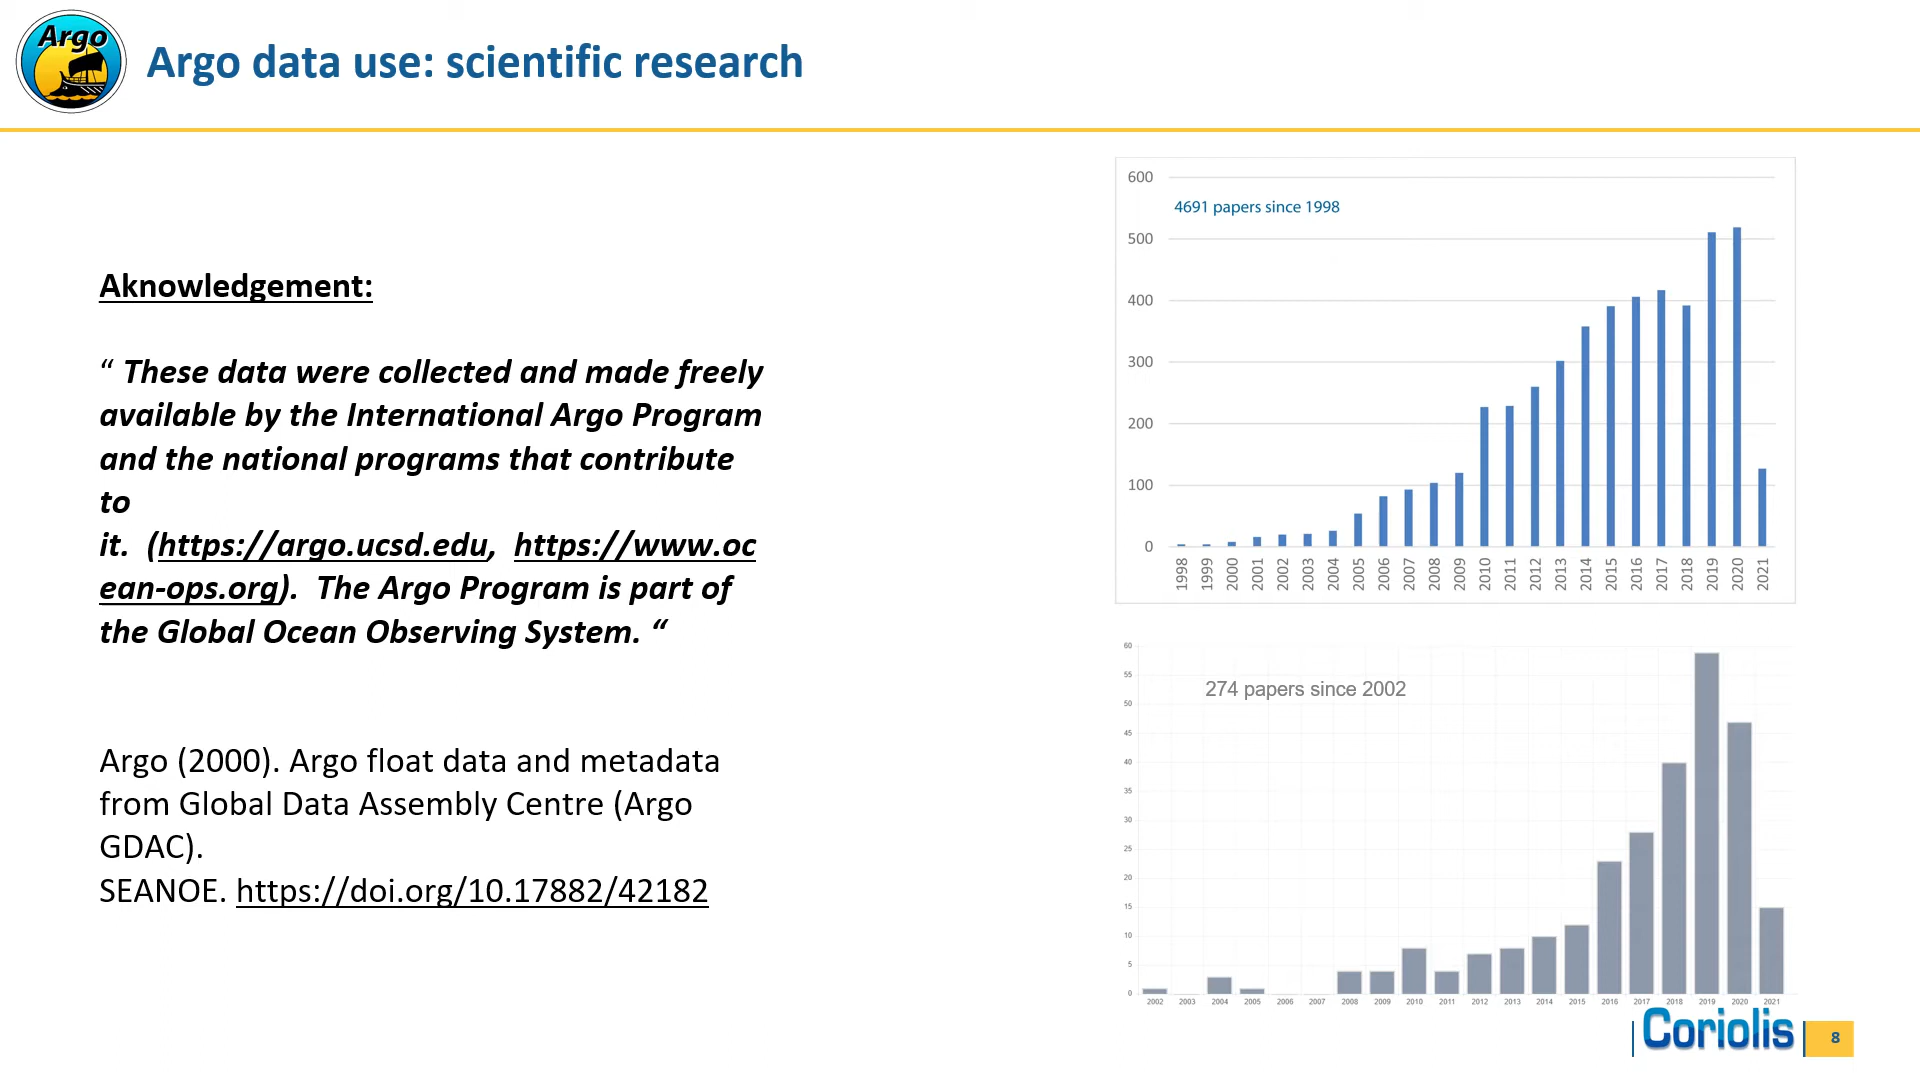 Argo
Argo data use: scientific research
Aknowledgement:
“ These data were collected and made freely
available by the International Argo Program
and the national programs that contribute
to
it.  (https://argo.ucsd.edu,  https://www.oc
ean-ops.org).  The Argo Program is part of
the Global Ocean Observing System. “
Argo (2000). Argo float data and metadata
from Global Data Assembly Centre (Argo
GDAC).
SEANOE. https://doi.org/10.17882/42182
4691 papers since 1998
600
500
400
300
200
100
0
1998 1999 2000 2001 2002 2003 2004 2005 2006 2007 2008 2009 2010 2011 2012 2013 2014 2015 2016 2017 2018 2019 2020 2021
274 papers since 2002
60
55
50
45
40
35
30
25
20
15
10
5
0
2002 2003 2004 2005 2006 2007 2008 2009 2010 2011 2012 2013 2014 2015 2016 2017 2018 2019 2020 2021
Coriolis
8